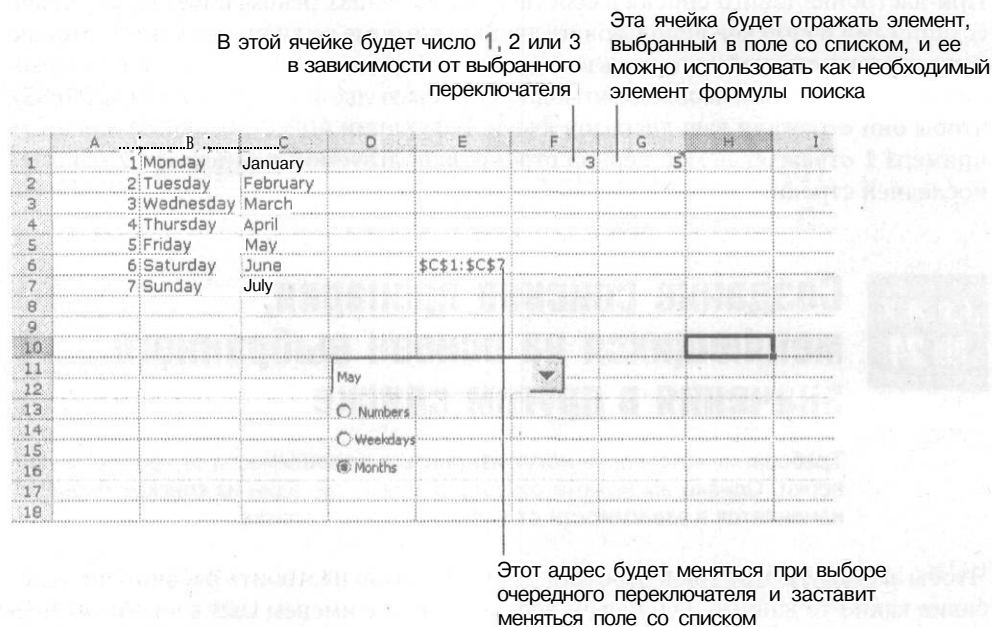 В этой ячейке будет число 1, 2 или 3
в зависимости от выбранного
переключателя
Эта ячейка будет отражать элемент,
выбранный в поле со списком, и ее
можно использовать как необходимый
элемент формулы поиска
A B C D E F G H I
1 1 Monday January 3 5
2 2 Tuesday February
3 3 Wednesday March
4 4 Thursday April
5 5 Friday May
6 6 Saturday June $C$1:$C$7
7 7 Sunday July
8
9
10
11
May
12
13 Numbers
14
Weekdays
15
16 Months
17
18
Этот адрес будет меняться при выборе
очередного переключателя и заставит
меняться поле со списком